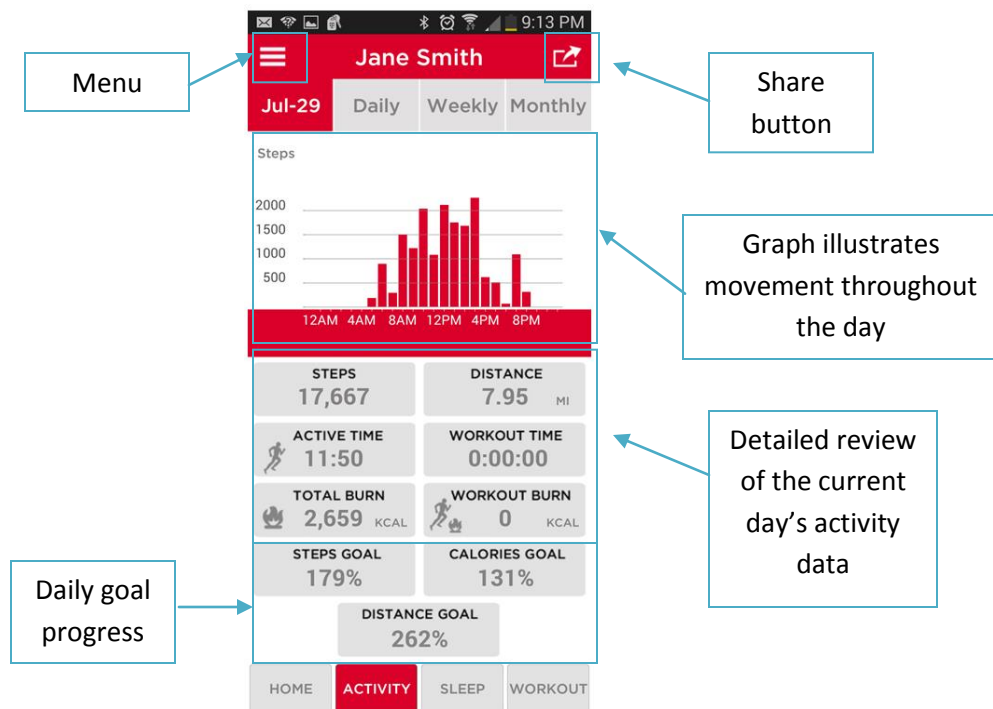 9:13 PM
Menu
Jane Smith
Share
button
Jul-29
Daily
Weekly
Monthly
Steps
2000
1500
1000
500
12AM 4AM 8AM 12PM 4PM 8PM
Graph illustrates
movement throughout
the day
STEPS
17,667
DISTANCE
7.95 MI
ACTIVE TIME
11:50
WORKOUT TIME
0:00:00
TOTAL BURN
2,659 KCAL
WORKOUT BURN
0 KCAL
Detailed review
of the current
day’s activity
data
STEPS GOAL
179%
CALORIES GOAL
131%
DISTANCE GOAL
262%
Daily goal
progress
HOME
ACTIVITY
SLEEP
WORKOUT